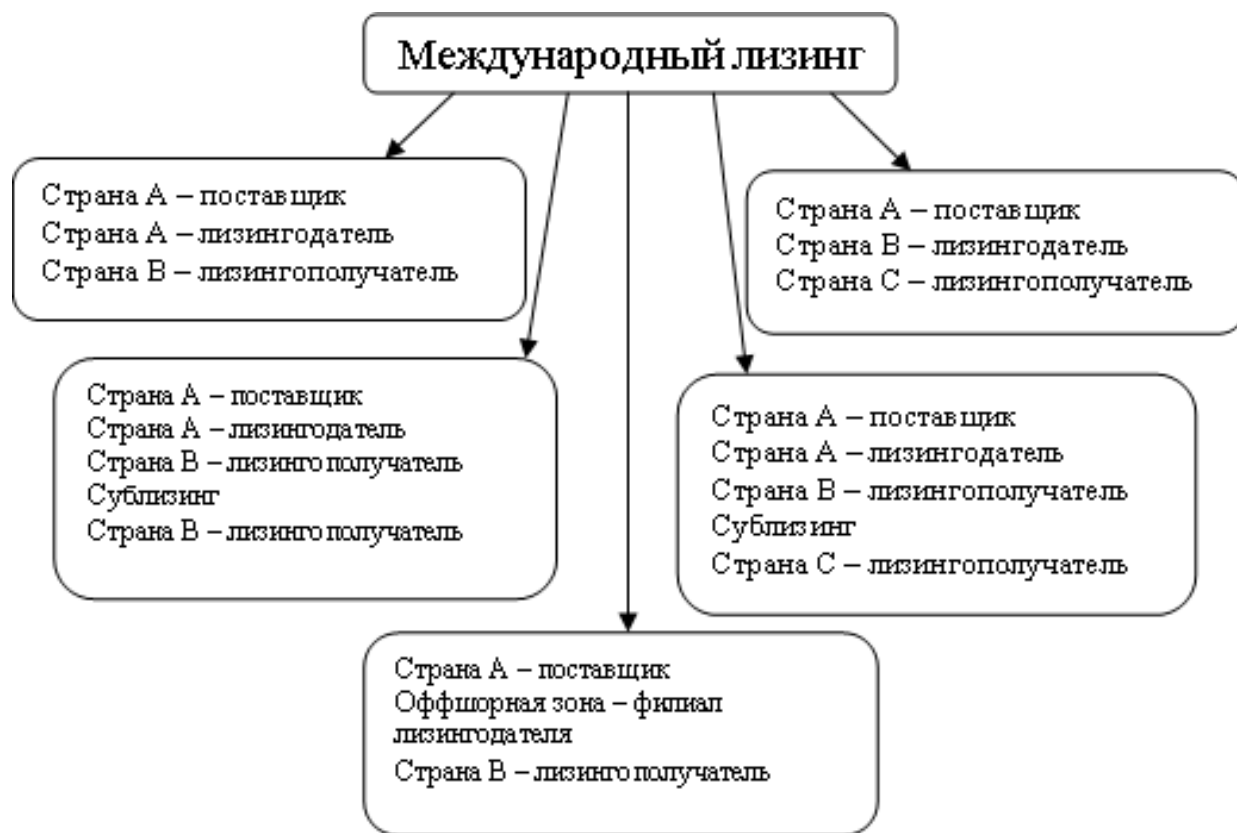 Международный лизинг
Страна А – поставщик
Страна А – лизингодатель
Страна В – лизингополучатель
Страна А – поставщик
Страна В – лизингодатель
Страна С – лизингополучатель
Страна А – поставщик
Страна А – лизингодатель
Страна В – лизингополучатель
Сублизинг
Страна В – лизингополучатель
Страна А – поставщик
Страна А – лизингодатель
Страна В – лизингополучатель
Сублизинг
Страна С – лизингополучатель
Страна А – поставщик
Оффшорная зона – филиал
лизингодателя
Страна В – лизингополучатель